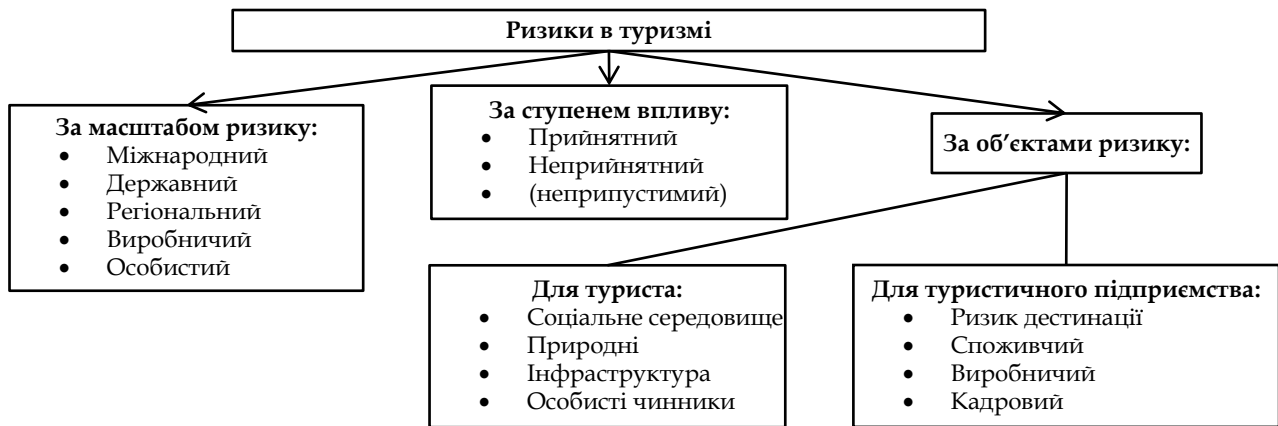 Ризики в туризмі
За масштабом ризику:
• Міжнародний
• Державний
• Регіональний
• Виробничий
• Особистий
За ступенем впливу:
• Прийнятний
• Неприйнятний
• (неприпустимий)
За об’єктами ризику:
Для туриста:
• Соціальне середовище
• Природні
• Інфраструктура
• Особисті чинники
Для туристичного підприємства:
• Ризик дестинації
• Споживчий
• Виробничий
• Кадровий